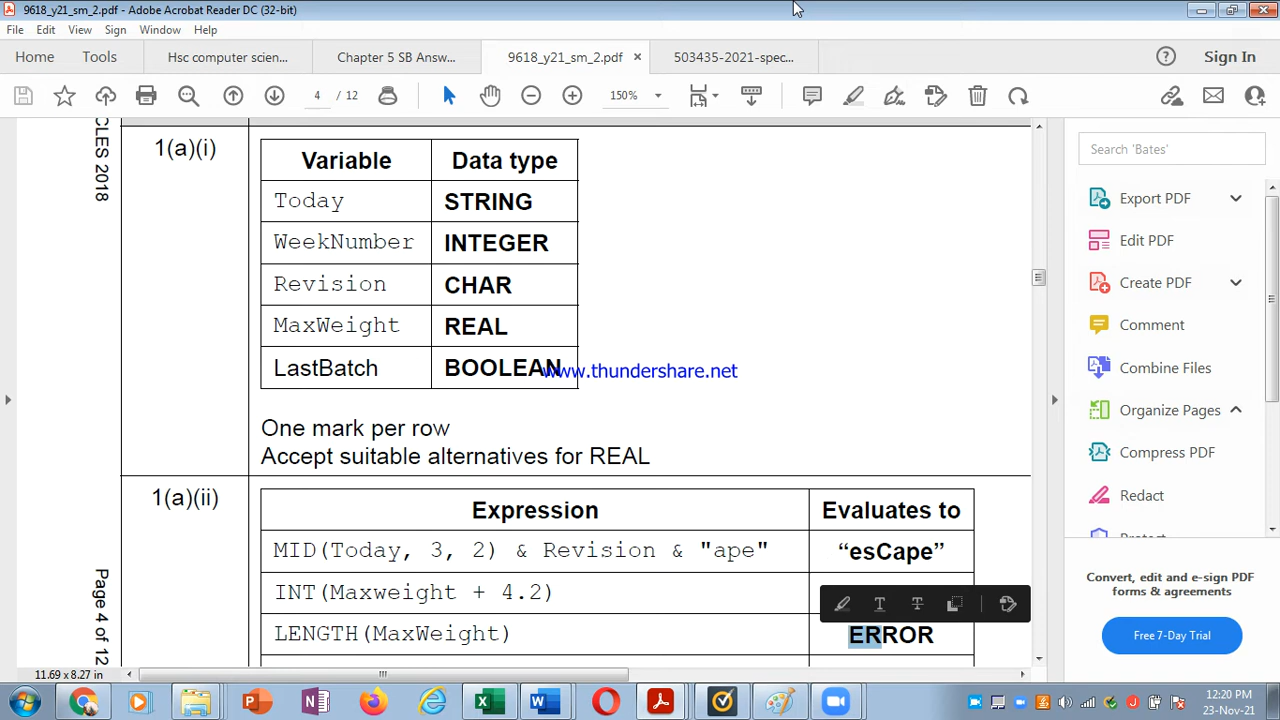 9618_y21_sm_2.pdf - Adobe Acrobat Reader DC (32-bit)
File Edit View Sign Window Help
Home Tools Hsc computer scien... Chapter 5 SB Answ... 9618_y21_sm_2.pdf × 503435-2021-spec... Sign In
4 / 12 150%
CLES 2018
1(a)(i)
Variable Data type
Today STRING
WeekNumber INTEGER
Revision CHAR
MaxWeight REAL
LastBatch BOOLEAN
www.thundershare.net
One mark per row
Accept suitable alternatives for REAL
1(a)(ii)
Expression Evaluates to
MID(Today, 3, 2) & Revision & "ape" “esCape”
INT(Maxweight + 4.2)
LENGTH(MaxWeight) ERROR
Page 4 of 12
11.69 x 8.27 in
Search 'Bates'
Export PDF
Edit PDF
Create PDF
Comment
Combine Files
Organize Pages
Compress PDF
Redact
Convert, edit and e-sign PDF
forms & agreements
Free 7-Day Trial
12:20 PM
23-Nov-21